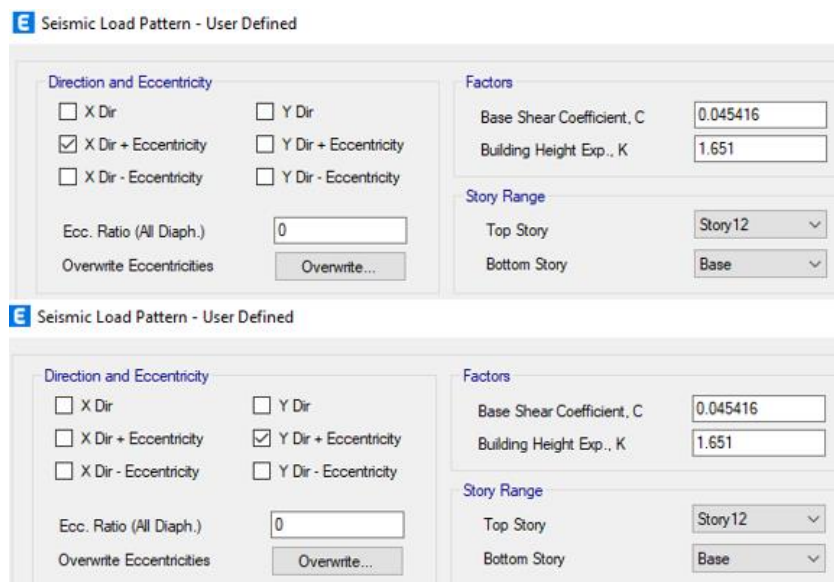 E Seismic Load Pattern - User Defined
Direction and Eccentricity
X Dir Y Dir
X Dir + Eccentricity Y Dir + Eccentricity
X Dir - Eccentricity Y Dir - Eccentricity
Ecc. Ratio (All Diaph.) 0
Overwrite Eccentricities Overwrite...
Factors
Base Shear Coefficient, C 0.045416
Building Height Exp., K 1.651
Story Range
Top Story Story12
Bottom Story Base
E Seismic Load Pattern - User Defined
Direction and Eccentricity
X Dir Y Dir
X Dir + Eccentricity Y Dir + Eccentricity
X Dir - Eccentricity Y Dir - Eccentricity
Ecc. Ratio (All Diaph.) 0
Overwrite Eccentricities Overwrite...
Factors
Base Shear Coefficient, C 0.045416
Building Height Exp., K 1.651
Story Range
Top Story Story12
Bottom Story Base